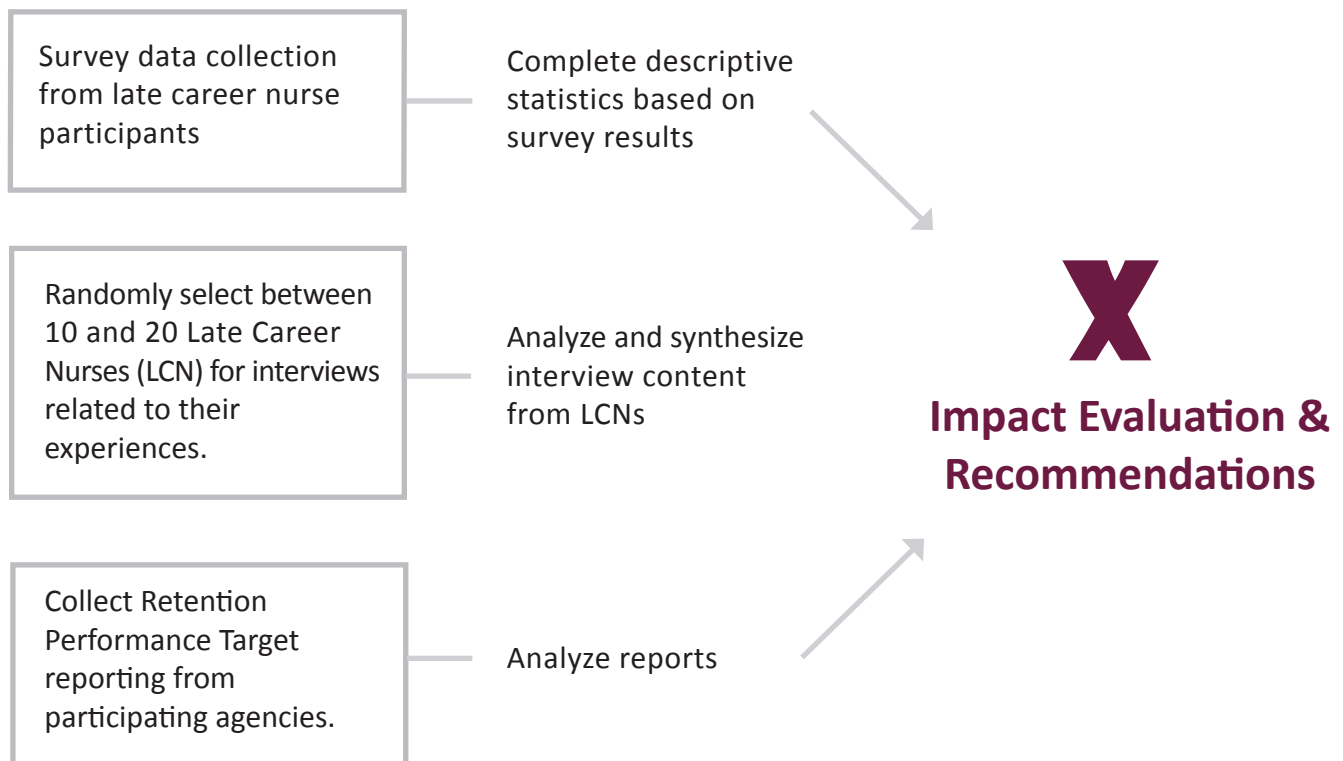 Survey data collection
from late career nurse
participants
Complete descriptive
statistics based on
survey results
Randomly select between
10 and 20 Late Career
Nurses (LCN) for interviews
related to their
experiences.
Analyze and synthesize
interview content
from LCNs
Collect Retention
Performance Target
reporting from
participating agencies.
Analyze reports
X
Impact Evaluation &
Recommendations